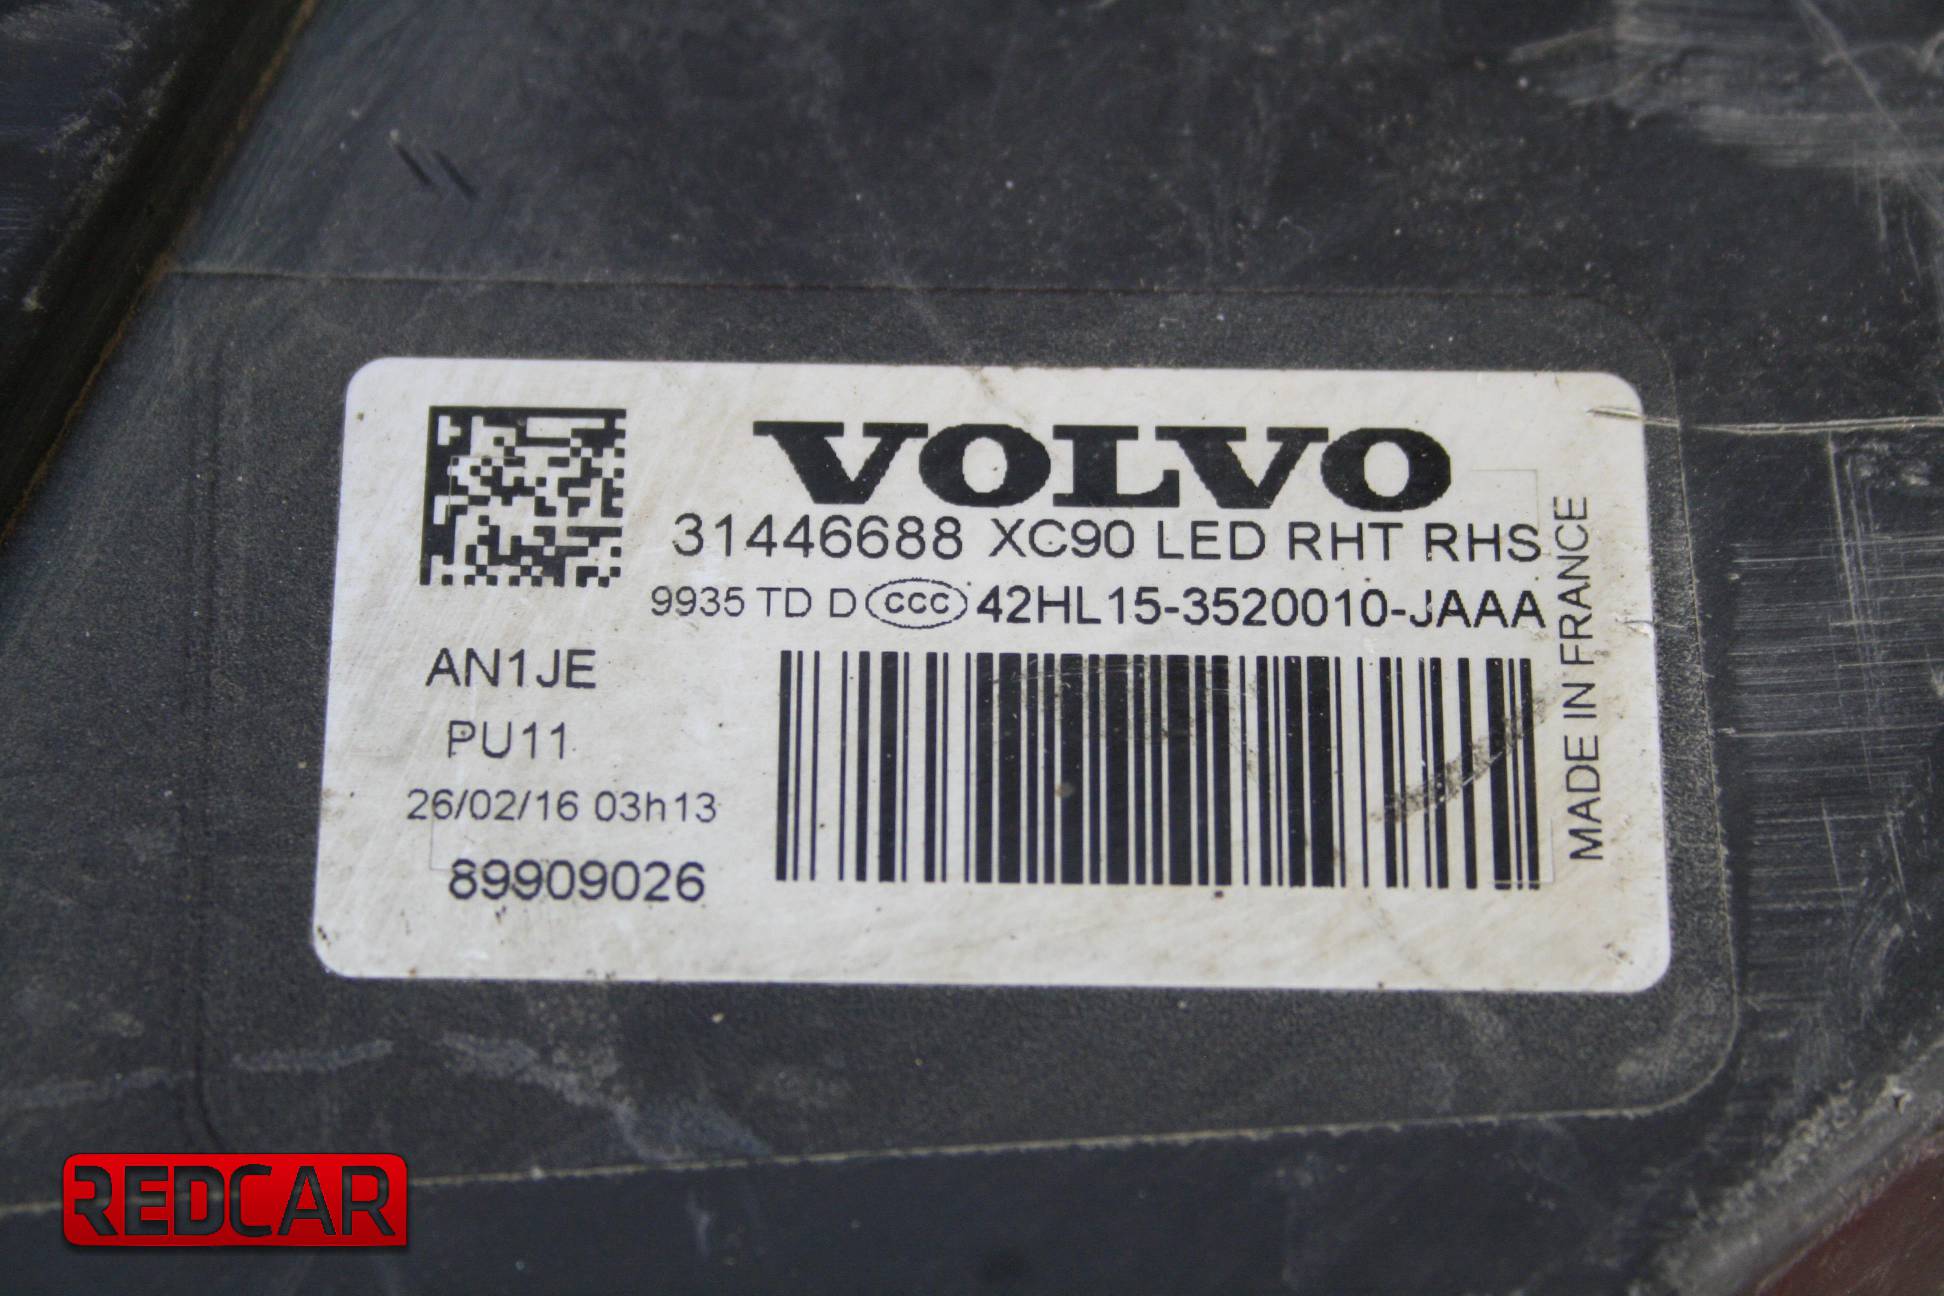 VOLVO
31446688 XC90 LED RHT RHS
9935 TD D CCC 42HL15-3520010-JAAA
MADE IN FRANCE
AN1JE
PU11
26/02/16 03h13
89909026
REDCAR